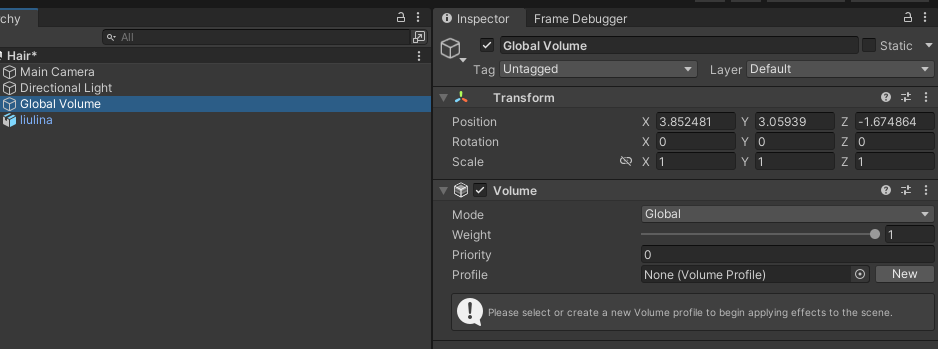 chy
All
Hair*
Main Camera
Directional Light
Global Volume
liulina
Inspector
Frame Debugger
Global Volume
Static
Tag Untagged Layer Default
Transform
Position X 3.852481 Y 3.05939 Z -1.674864
Rotation X 0 Y 0 Z 0
Scale X 1 Y 1 Z 1
Volume
Mode Global
Weight 1
Priority 0
Profile None (Volume Profile) New
Please select or create a new Volume profile to begin applying effects to the scene.